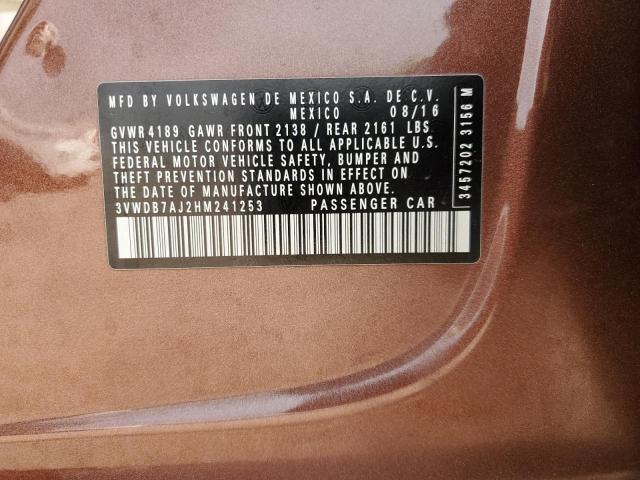 MFD BY VOLKSWAGEN DE MEXICO S.A. DE C.V.
MEXICO 08/16
GVWR 4189 GAWR FRONT 2138 / REAR 2161 LBS
THIS VEHICLE CONFORMS TO ALL APPLICABLE U.S.
FEDERAL MOTOR VEHICLE SAFETY, BUMPER AND
THEFT PREVENTION STANDARDS IN EFFECT ON
THE DATE OF MANUFACTURE SHOWN ABOVE.
3VWDB7AJ2HM241253 PASSENGER CAR
3457202 3156 M